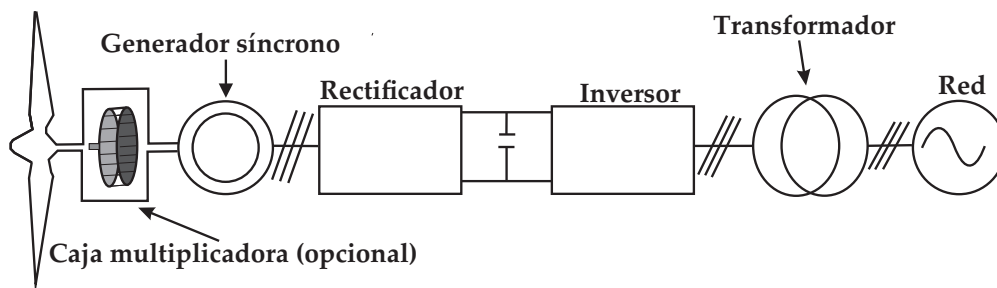 Transformador
Generador síncrono
Rectificador
Inversor
Red
Caja multiplicadora (opcional)